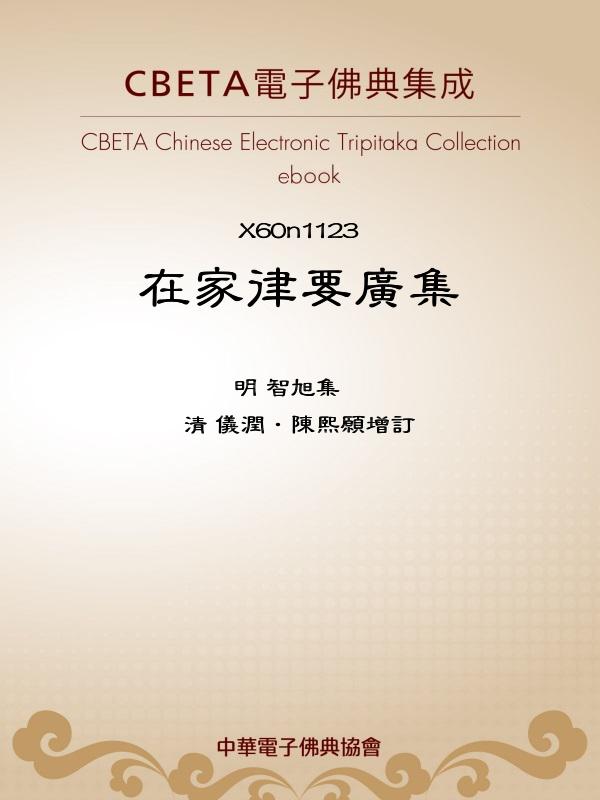 CBETA電子佛典集成
CBETA Chinese Electronic Tripitaka Collection
ebook
X60n1123
在家律要廣集
明 智旭集
清 儀潤．陳熙願增訂
中華電子佛典協會